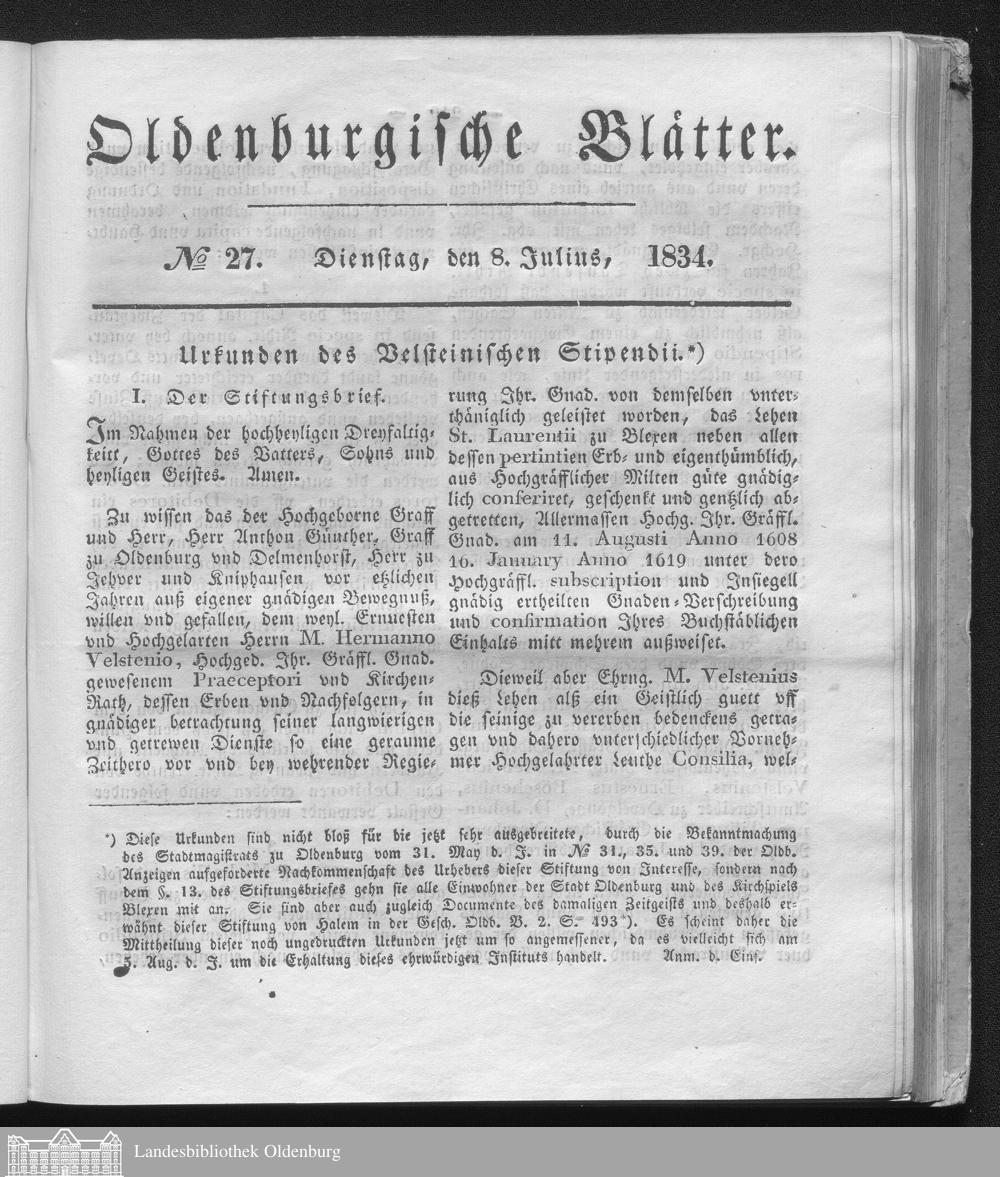 Oldenburgische Blåtter.
№ 27. Dienstag, den 8. Julius, 1834.
Urkunden des Velsteinischen Stipendii.*)
I. Der Stiftungsbrief.
Im Nahmen der hochheyligen Dreyfaltig-
keitt, Gottes des Vatters, Sohns und
heyligen Geistes. Amen.
Zu wissen das der Hochgeborne Graff
und Herr, Herr Anthon Günther, Graff
zu Oldenburg vnd Delmenhorst, Herr zu
Jehver und Kniphausen vor etzlichen
Jahren auß eigener gnädigen Bewegnuß,
willen vnd gefallen, dem weyl. Ernuesten
vnd Hochgelarten Herrn M. Hermanno
Velstenio, Hochged. Ihr. Gräffl. Gnad.
gewesenem Praeceptori vnd Kirchen-
Rath, dessen Erben vnd Nachfolgern, in
gnädiger betrachtung seiner langwierigen
vnd getrewen Dienste so eine geraume
Zeithero vor vnd bey wehrender Regie-
rung Ihr. Gnad. von demselben vnter-
thäniglich geleistet worden, das Lehen
St. Laurentii zu Blexen neben allen
dessen pertintien Erb- und eigenthümblich,
aus Hochgräfflicher Milten güte gnädig-
lich conferiret, geschenkt und gentzlich ab-
getretten, Allermassen Hochg. Ihr. Gräffl.
Gnad. am 11. Augusti Anno 1608
16. January Anno 1619 unter dero
Hochgräffl. subscription und Insiegell
gnädig ertheilten Gnaden-Verschreibung
und confirmation Ihres Buchstäblichen
Einhalts mitt mehrem außweiset.
Dieweil aber Ehrng. M. Velstenius
dieß Lehen alß ein Geistlich guett vff
die seinige zu vererben bedenckens getra-
gen vnd dahero vnterschiedlicher Vorneh-
mer Hochgelahrter Leuthe Consilia, wel-
*) Diese Urkunden sind nicht bloß für die jetzt sehr ausgebreitete, durch die Bekanntmachung
des Stadtmagistrats zu Oldenburg vom 31. May d. J. in № 31., 35. und 39. der Oldb.
Anzeigen aufgeforderte Nachkommenschaft des Urhebers dieser Stiftung von Interesse, sondern nach
dem §. 13. des Stiftungsbriefes gehn sie alle Einwohner der Stadt Oldenburg und des Kirchspiels
Blexen mit an. Sie sind aber auch zugleich Documente des damaligen Zeitgeists und deshalb er-
wähnt dieser Stiftung von Halem in der Gesch. Oldb. B. 2. S. 493*). Es scheint daher die
Mittheilung dieser noch ungedruckten Urkunden jetzt um so angemessener, da es vielleicht sich am
5. Aug. d. J. um die Erhaltung dieses ehrwürdigen Instituts handelt. Anm. d. Eins.
Landesbibliothek Oldenburg